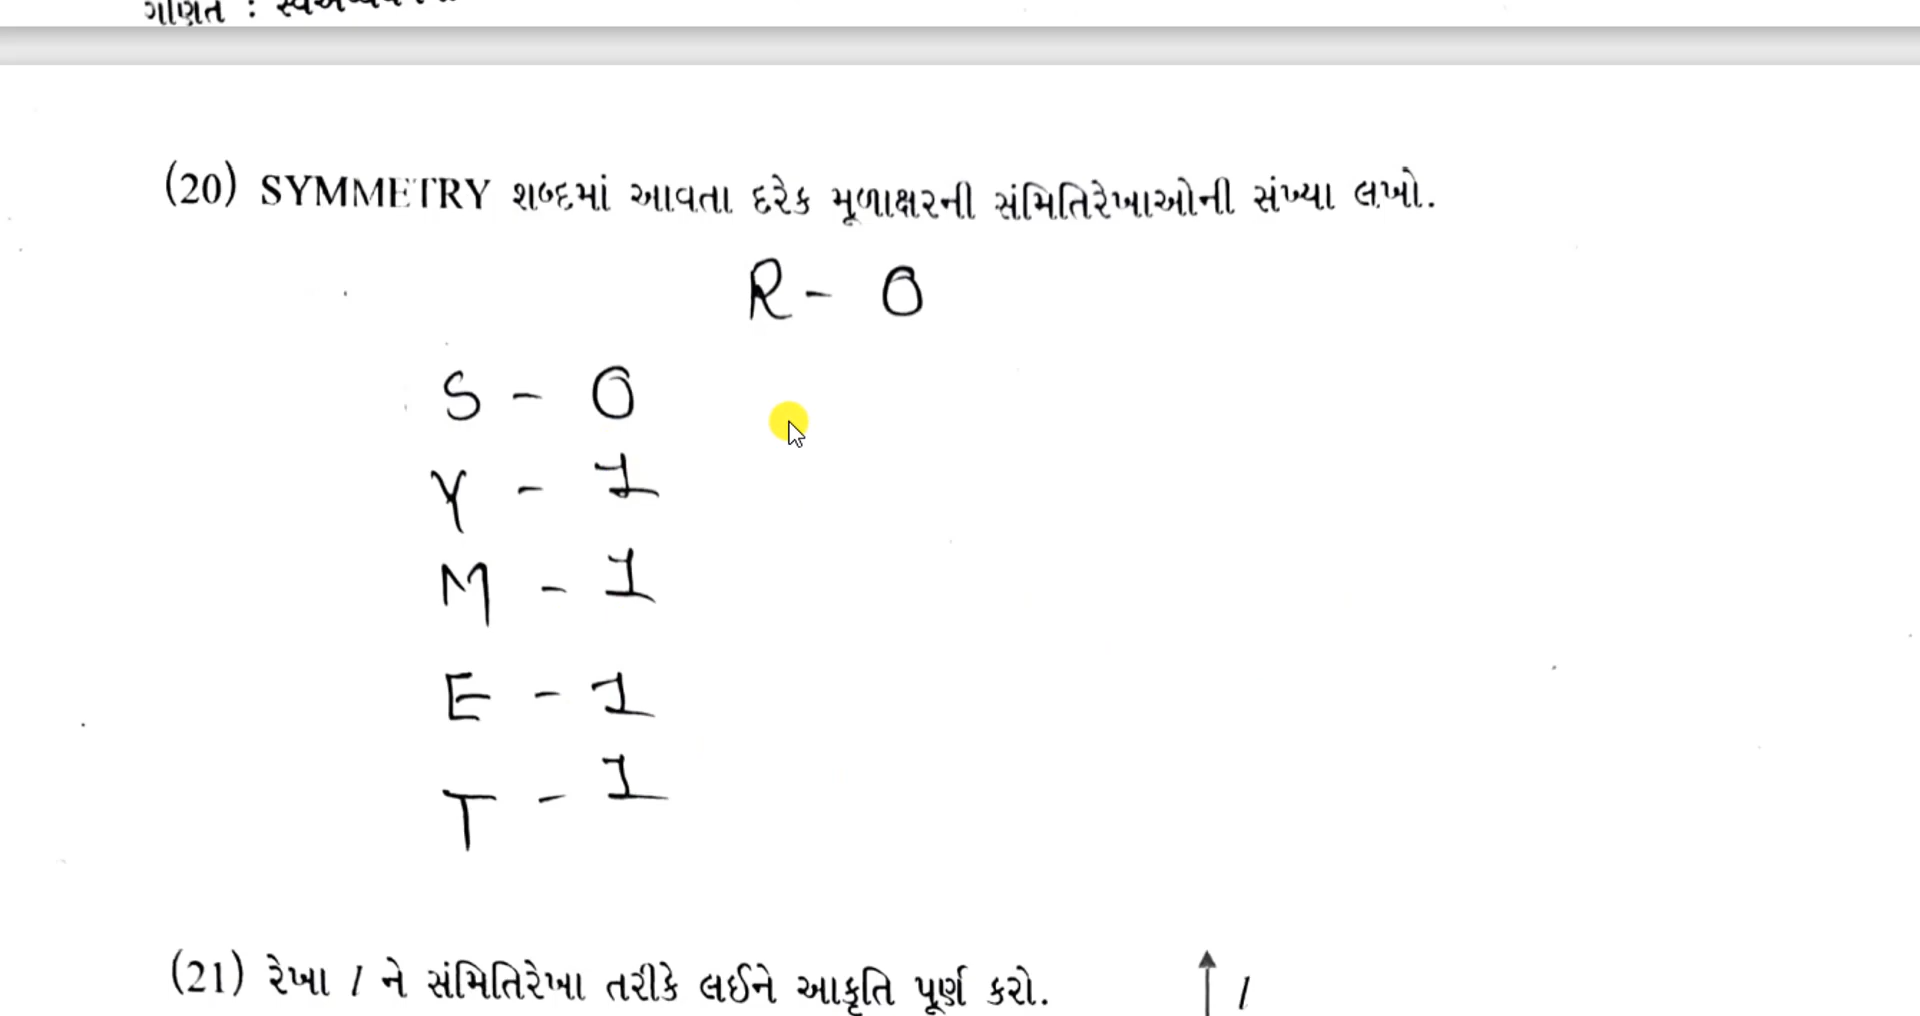 ગણિત :
(20) SYMMETRY શબ્દમાં આવતા દરેક મૂળાક્ષરની સંમિતિરેખાઓની સંખ્યા લખો.
R - 0
S - 0
Y - 1
M - 1
E - 1
T - 1
(21) રેખા l ને સંમિતિરેખા તરીકે લઈને આકૃતિ પૂર્ણ કરો.
l